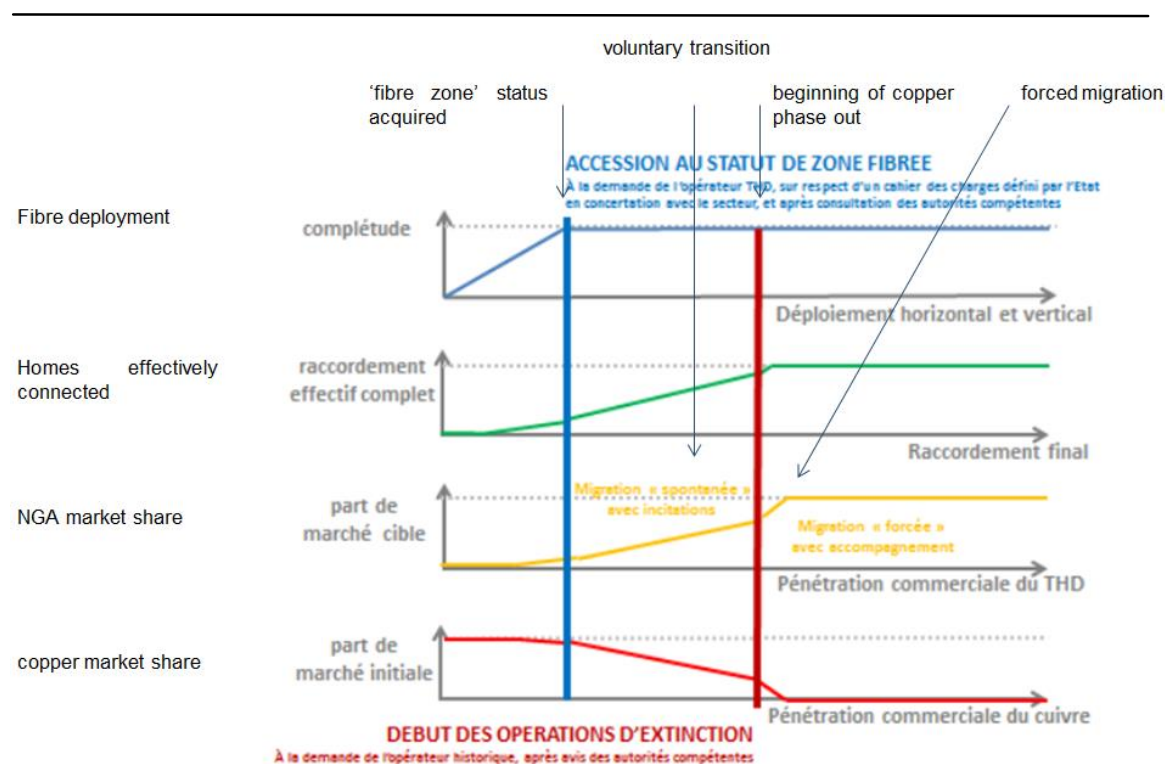 voluntary transition
'fibre zone' status
acquired
beginning of copper
phase out
forced migration
ACCESSION AU STATUT DE ZONE FIBREE
À la demande de l'opérateur THD, sur respect d'un cahier des charges défini par l'Etat
en concertation avec le secteur, et après consultation des autorités compétentes
Fibre deployment
complétude
Déploiement horizontal et vertical
Homes effectively
connected
raccordement
effectif complet
Raccordement final
NGA market share
part de
marché cible
Migration « spontanée »
avec incitations
Migration « forcée »
avec accompagnement
Pénétration commerciale du THD
copper market share
part de
marché initiale
Pénétration commerciale du cuivre
DEBUT DES OPERATIONS D'EXTINCTION
À la demande de l'opérateur historique, après avis des autorités compétentes